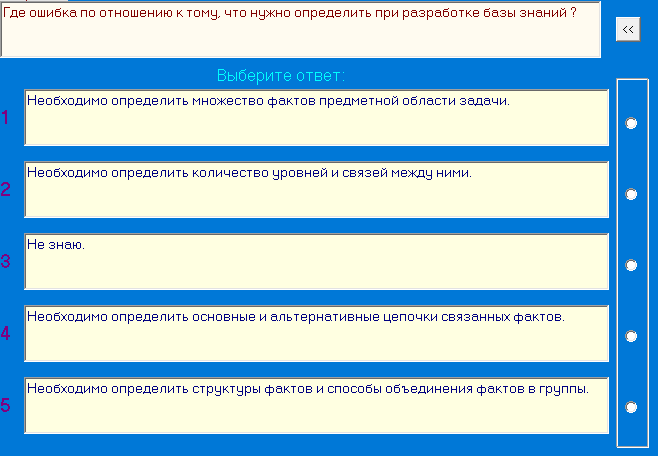 Где ошибка по отношению к тому, что нужно определить при разработке базы знаний ?
<<
Выберите ответ:
1
Необходимо определить множество фактов предметной области задачи.
2
Необходимо определить количество уровней и связей между ними.
3
Не знаю.
4
Необходимо определить основные и альтернативные цепочки связанных фактов.
5
Необходимо определить структуры фактов и способы объединения фактов в группы.